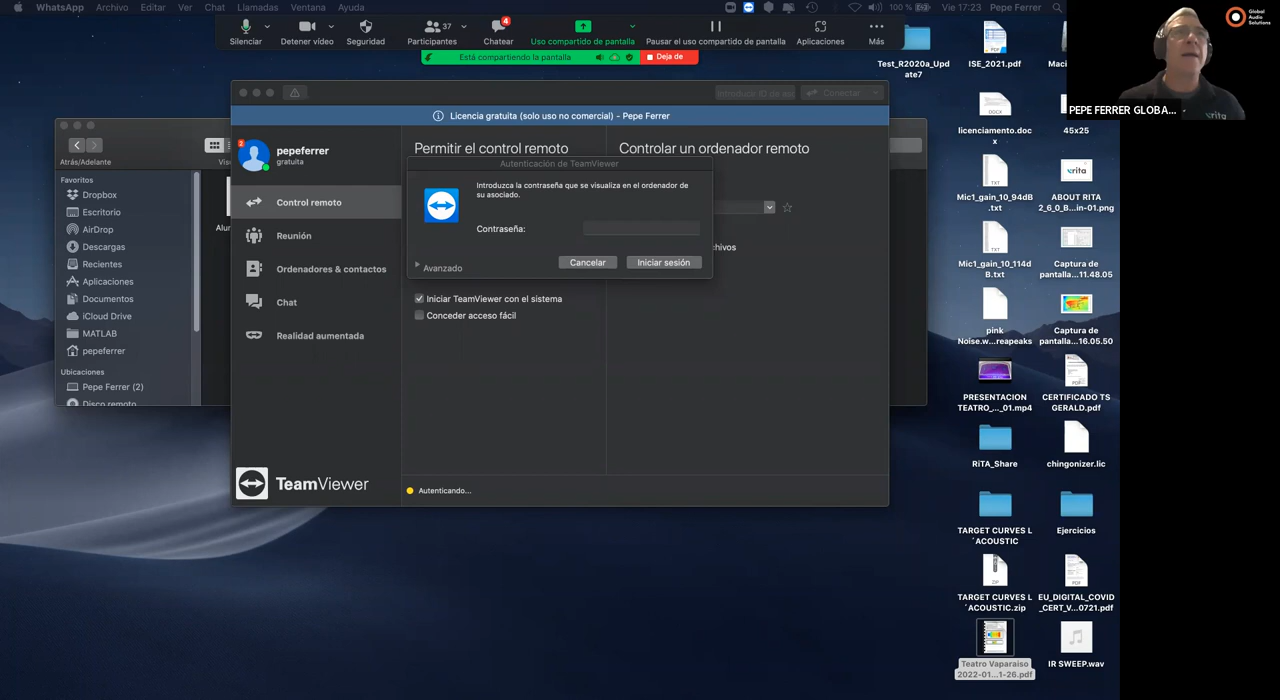 WhatsApp Archivo Editar Ver Chat Llamadas Ventana Ayuda
100 % Vie 17:23 Pepe Ferrer
Silenciar
Detener vídeo
Seguridad
37
Participantes
4
Chatear
Uso compartido de pantalla
Pausar el uso compartido de pantalla
Aplicaciones
Más
Está compartiendo la pantalla
Deja de
Global
Audio
Solutions
PEPE FERRER GLOBA...
Conectar
Licencia gratuita (solo uso no comercial) - Pepe Ferrer
Atrás/Adelante
Favoritos
Dropbox
Escritorio
AirDrop
Descargas
Recientes
Aplicaciones
Documentos
iCloud Drive
MATLAB
pepeferrer
Ubicaciones
Pepe Ferrer (2)
Disco remoto
2
pepeferrer
gratuita
Control remoto
Reunión
Ordenadores & contactos
Chat
Realidad aumentada
TeamViewer
Permitir el control remoto
Controlar un ordenador remoto
Autenticación de TeamViewer
Introduzca la contraseña que se visualiza en el ordenador de
su asociado.
Contraseña:
Avanzado
Cancelar
Iniciar sesión
Iniciar TeamViewer con el sistema
Conceder acceso fácil
Autenticando...
Test_R2020a_Upd
ate7
ISE_2021.pdf
licenciamento.doc
x
45x25
Mic1_gain_10_94dB
.txt
ABOUT RITA
2_6_0_B...in-01.png
Mic1_gain_10_114d
B.txt
Captura de
pantalla...11.48.05
pink
Noise.w...reapeaks
Captura de
pantalla...16.05.50
PRESENTACION
TEATRO_..._01.mp4
CERTIFICADO TS
GERALD.pdf
RiTA_Share
chingonizer.lic
TARGET CURVES L
´ACOUSTIC
Ejercicios
TARGET CURVES L
´ACOUSTIC.zip
EU_DIGITAL_COVID
_CERT_V...0721.pdf
Teatro Vaparaiso
2022-01...1-26.pdf
IR SWEEP.wav